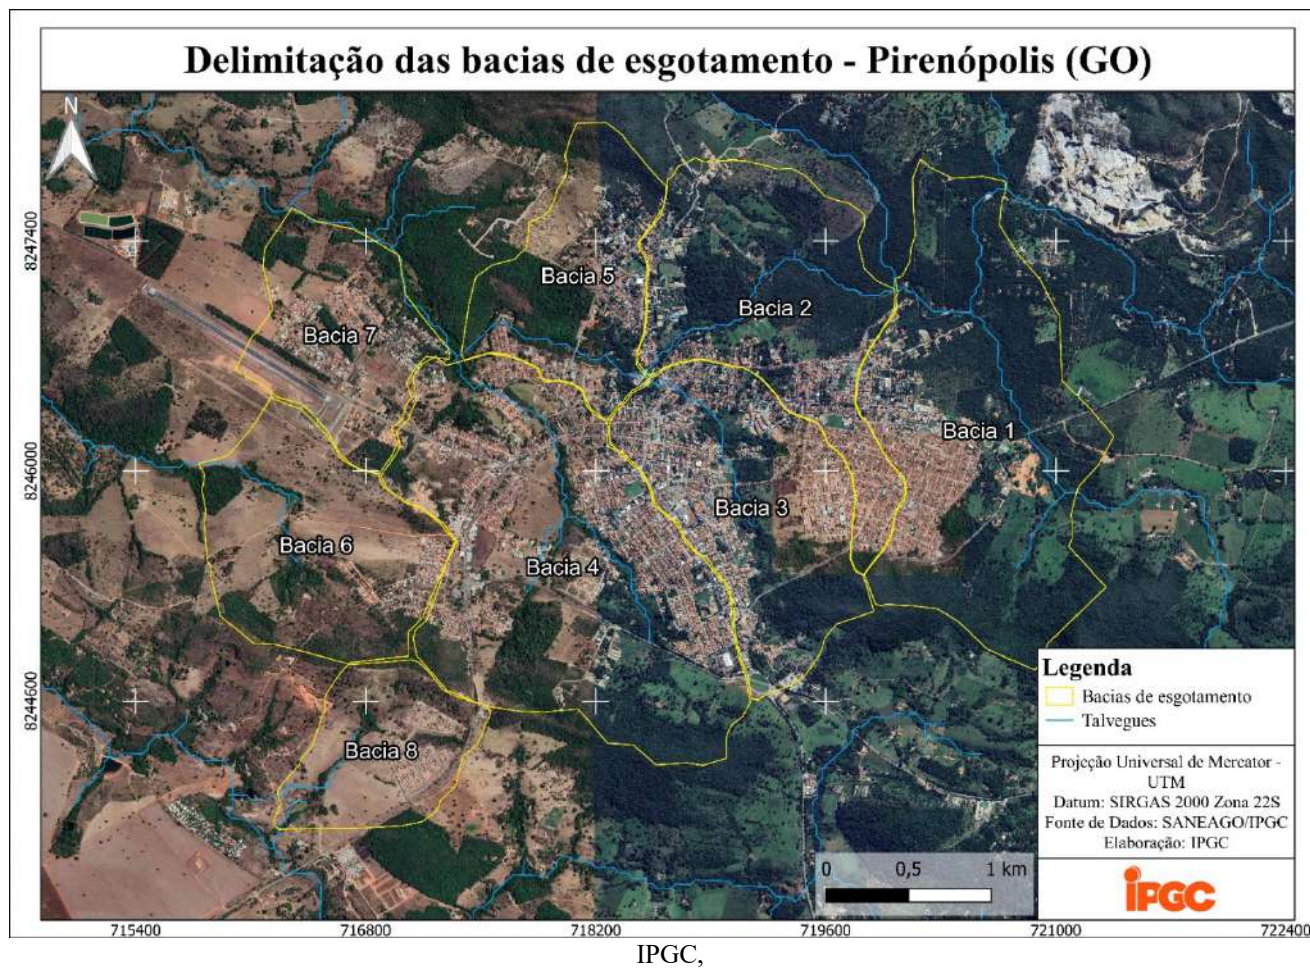 Delimitação das bacias de esgotamento - Pirenópolis (GO)
N
8247400
8246000
8244600
Bacia 5
Bacia 2
Bacia 7
Bacia 1
Bacia 3
Bacia 6
Bacia 4
Bacia 8
Legenda
Bacias de esgotamento
Talvegues
Projeção Universal de Mercator -
UTM
Datum: SIRGAS 2000 Zona 22S
Fonte de Dados: SANEAGO/IPGC
Elaboração: IPGC
0 0,5 1 km
IPGC
715400 716800 718200 719600 721000 722400
IPGC,